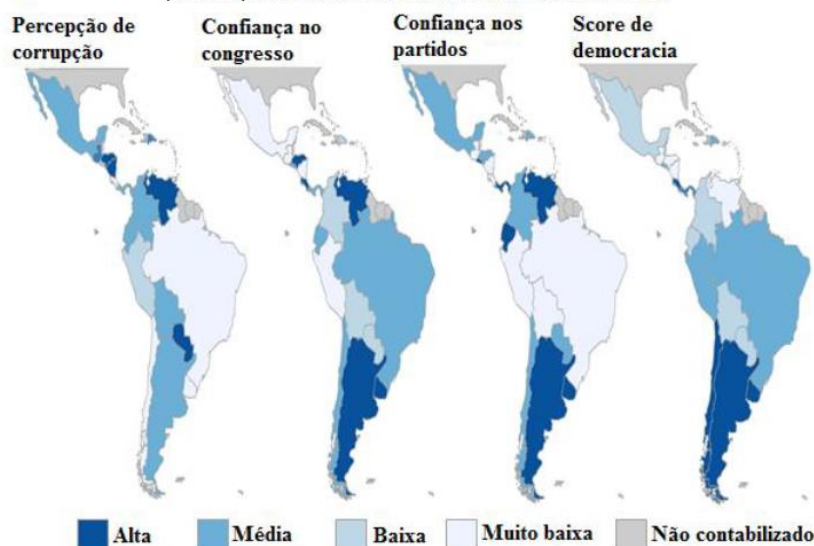 Percepção de
corrupção
Confiança no
congresso
Confiança nos
partidos
Score de
democracia
Alta
Média
Baixa
Muito baixa
Não contabilizado